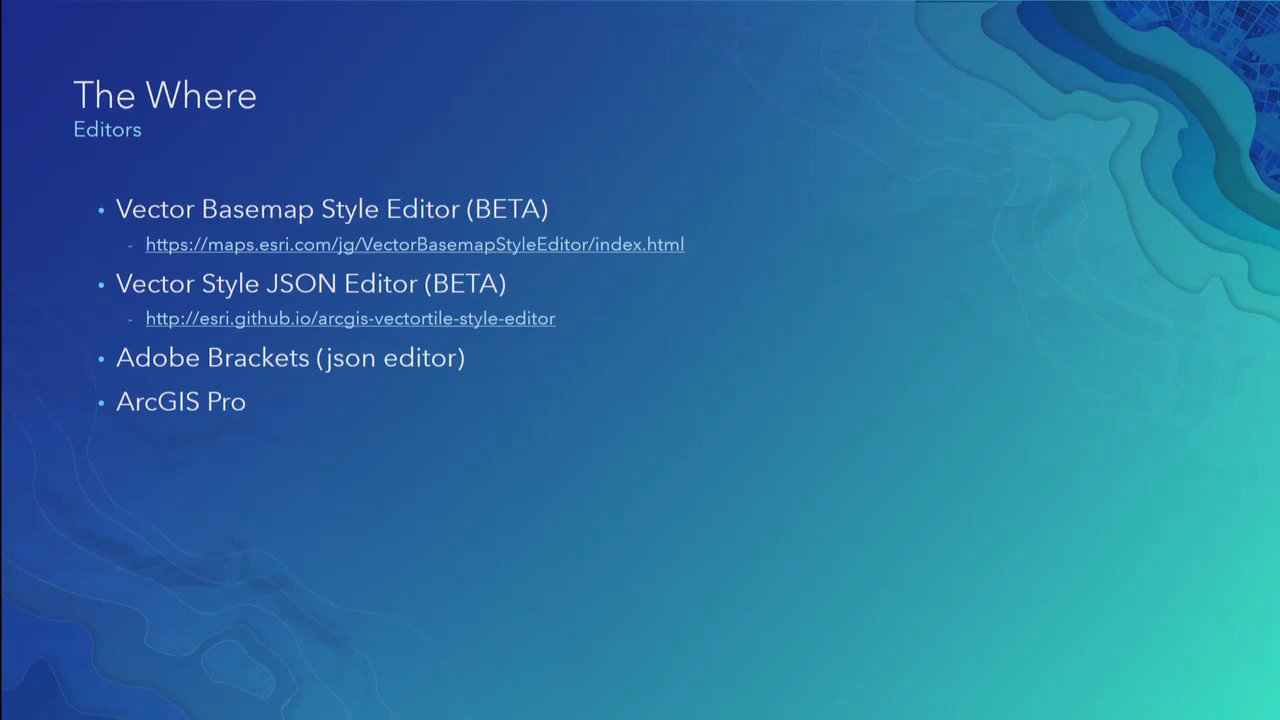 The Where
Editors
• Vector Basemap Style Editor (BETA)
- https://maps.esri.com/jg/VectorBasemapStyleEditor/index.html
• Vector Style JSON Editor (BETA)
- http://esri.github.io/arcgis-vectortile-style-editor
• Adobe Brackets (json editor)
• ArcGIS Pro